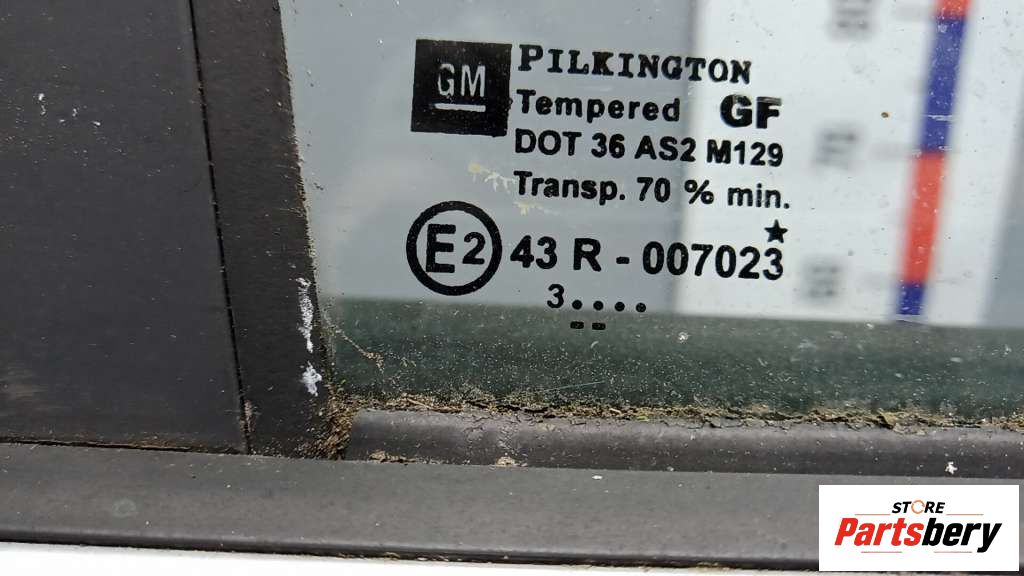 GM
PILKINGTON
Tempered GF
DOT 36 AS2 M129
Transp. 70 % min.
E2 43 R - 007023
3....
STORE
Partsbery